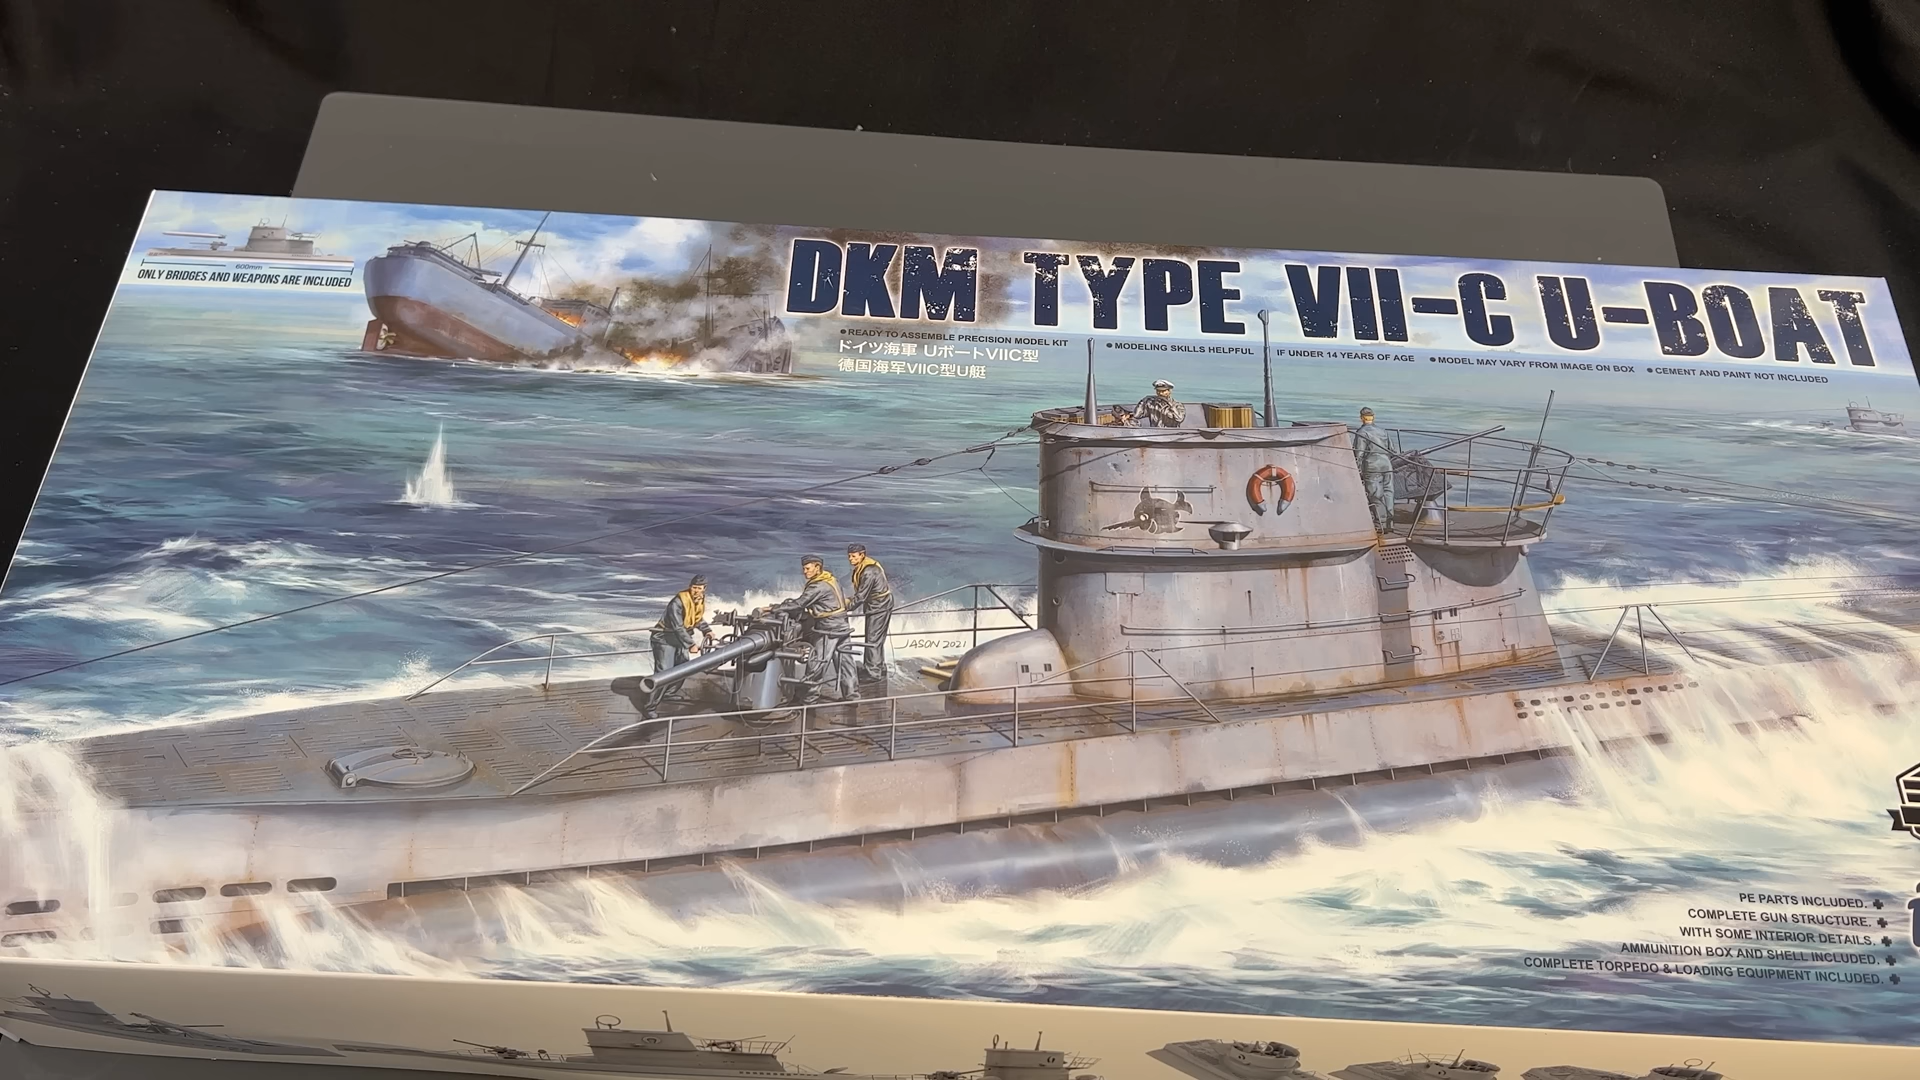 DKM TYPE VII-C U-BOAT
600mm
ONLY BRIDGES AND WEAPONS ARE INCLUDED
●READY TO ASSEMBLE PRECISION MODEL KIT ●MODELING SKILLS HELPFUL IF UNDER 14 YEARS OF AGE ●MODEL MAY VARY FROM IMAGE ON BOX ●CEMENT AND PAINT NOT INCLUDED
ドイツ海軍 UボートVIIC型
德国海军VIIC型U艇
JASON 2021
PE PARTS INCLUDED.
COMPLETE GUN STRUCTURE.
WITH SOME INTERIOR DETAILS.
AMMUNITION BOX AND SHELL INCLUDED.
COMPLETE TORPEDO & LOADING EQUIPMENT INCLUDED.